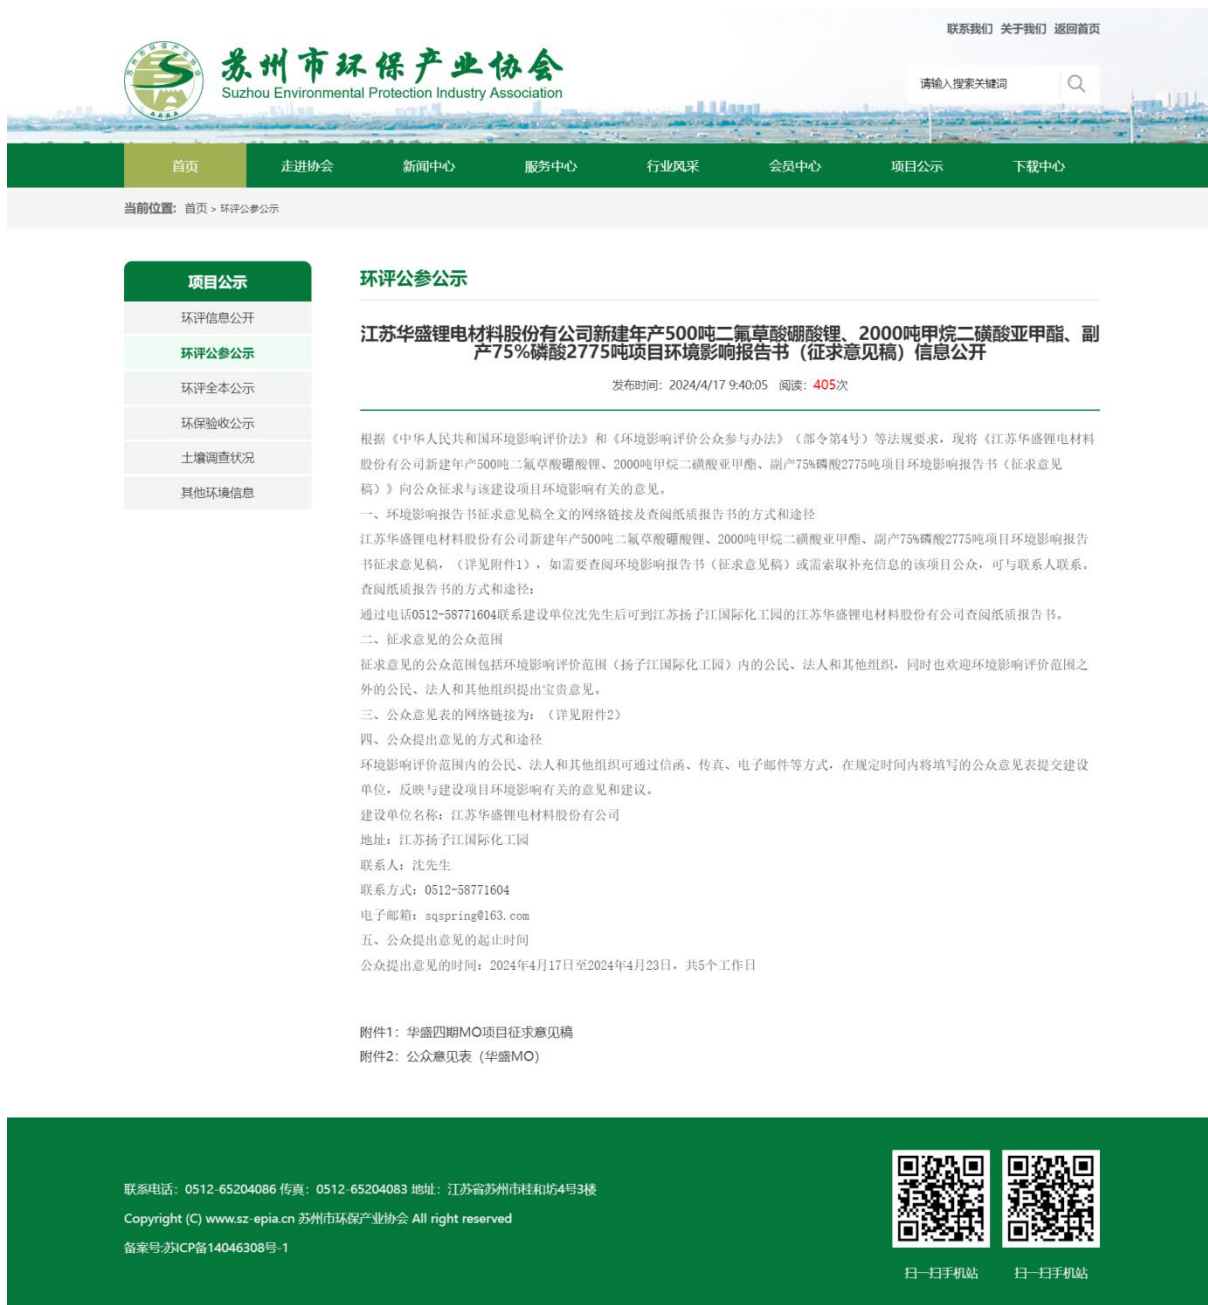 联系我们 关于我们 返回首页
苏州市环保产业协会
Suzhou Environmental Protection Industry Association
请输入搜索关键词
首页 走进协会 新闻中心 服务中心 行业风采 会员中心 项目公示 下载中心
当前位置：首页 > 环评公参公示
项目公示
环评信息公开
环评公参公示
环评全本公示
环保验收公示
土壤调查状况
其他环境信息
环评公参公示
江苏华盛锂电材料股份有公司新建年产500吨二氟草酸硼酸锂、2000吨甲烷二磺酸亚甲酯、副
产75%磷酸2775吨项目环境影响报告书（征求意见稿）信息公开
发布时间：2024/4/17 9:40:05 阅读：405次
根据《中华人民共和国环境影响评价法》和《环境影响评价公众参与办法》（部令第4号）等法规要求，现将《江苏华盛锂电材料
股份有公司新建年产500吨二氟草酸硼酸锂、2000吨甲烷二磺酸亚甲酯、副产75%磷酸2775吨项目环境影响报告书（征求意见
稿）》向公众征求与该建设项目环境影响有关的意见。
一、环境影响报告书征求意见稿全文的网络链接及查阅纸质报告书的方式和途径
江苏华盛锂电材料股份有公司新建年产500吨二氟草酸硼酸锂、2000吨甲烷二磺酸亚甲酯、副产75%磷酸2775吨项目环境影响报告
书征求意见稿，（详见附件1），如需要查阅环境影响报告书（征求意见稿）或需索取补充信息的该项目公众，可与联系人联系。
查阅纸质报告书的方式和途径：
通过电话0512-58771604联系建设单位沈先生后可到江苏扬子江国际化工园的江苏华盛锂电材料股份有公司查阅纸质报告书。
二、征求意见的公众范围
征求意见的公众范围包括环境影响评价范围（扬子江国际化工园）内的公民、法人和其他组织，同时也欢迎环境影响评价范围之
外的公民、法人和其他组织提出宝贵意见。
三、公众意见表的网络链接为：（详见附件2）
四、公众提出意见的方式和途径
环境影响评价范围内的公民、法人和其他组织可通过信函、传真、电子邮件等方式，在规定时间内将填写的公众意见表提交建设
单位，反映与建设项目环境影响有关的意见和建议。
建设单位名称：江苏华盛锂电材料股份有公司
地址：江苏扬子江国际化工园
联系人：沈先生
联系方式：0512-58771604
电子邮箱：sqspring@163.com
五、公众提出意见的起止时间
公众提出意见的时间：2024年4月17日至2024年4月23日，共5个工作日
附件1：华盛四期MO项目征求意见稿
附件2：公众意见表（华盛MO）
联系电话：0512-65204086 传真：0512-65204083 地址：江苏省苏州市桂和坊4号3楼
Copyright (C) www.sz-epia.cn 苏州市环保产业协会 All right reserved
备案号:苏ICP备14046308号-1
扫一扫手机站 扫一扫手机站